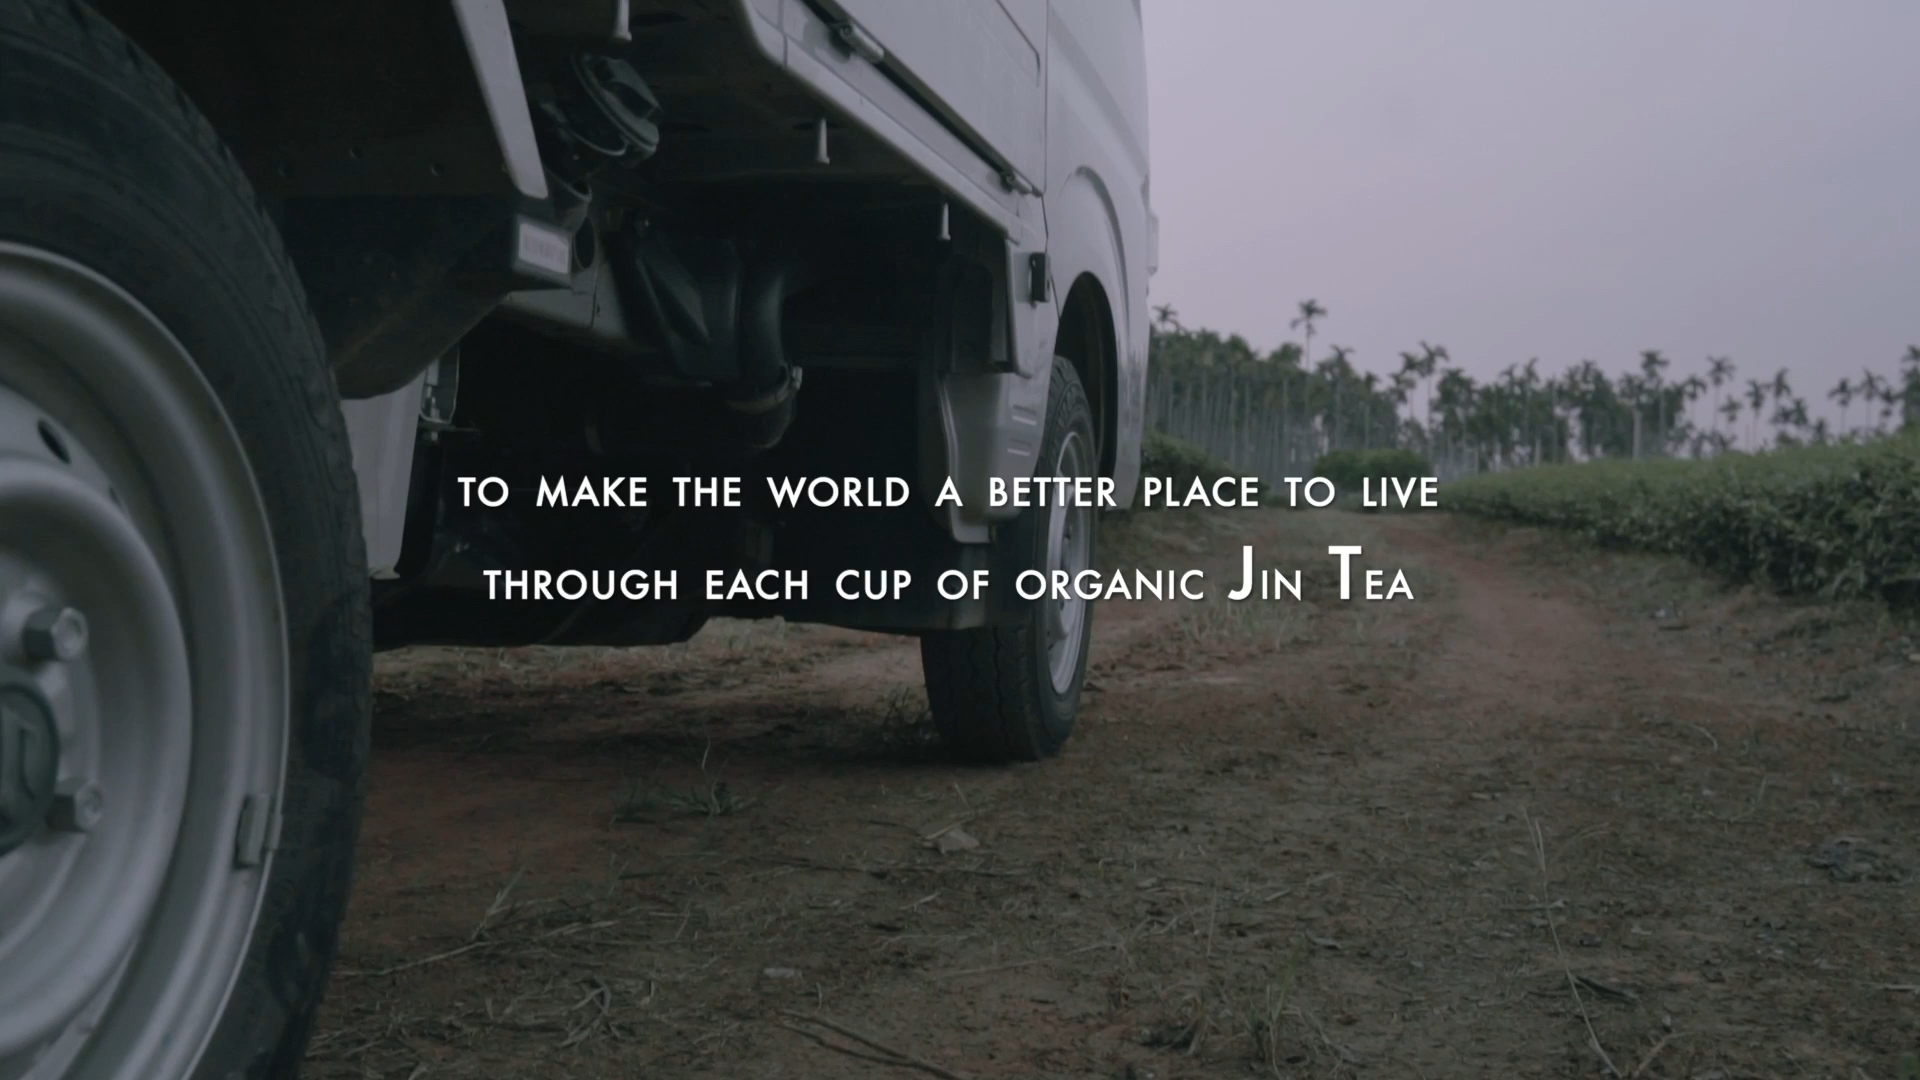 TO MAKE THE WORLD A BETTER PLACE TO LIVE
THROUGH EACH CUP OF ORGANIC JIN TEA